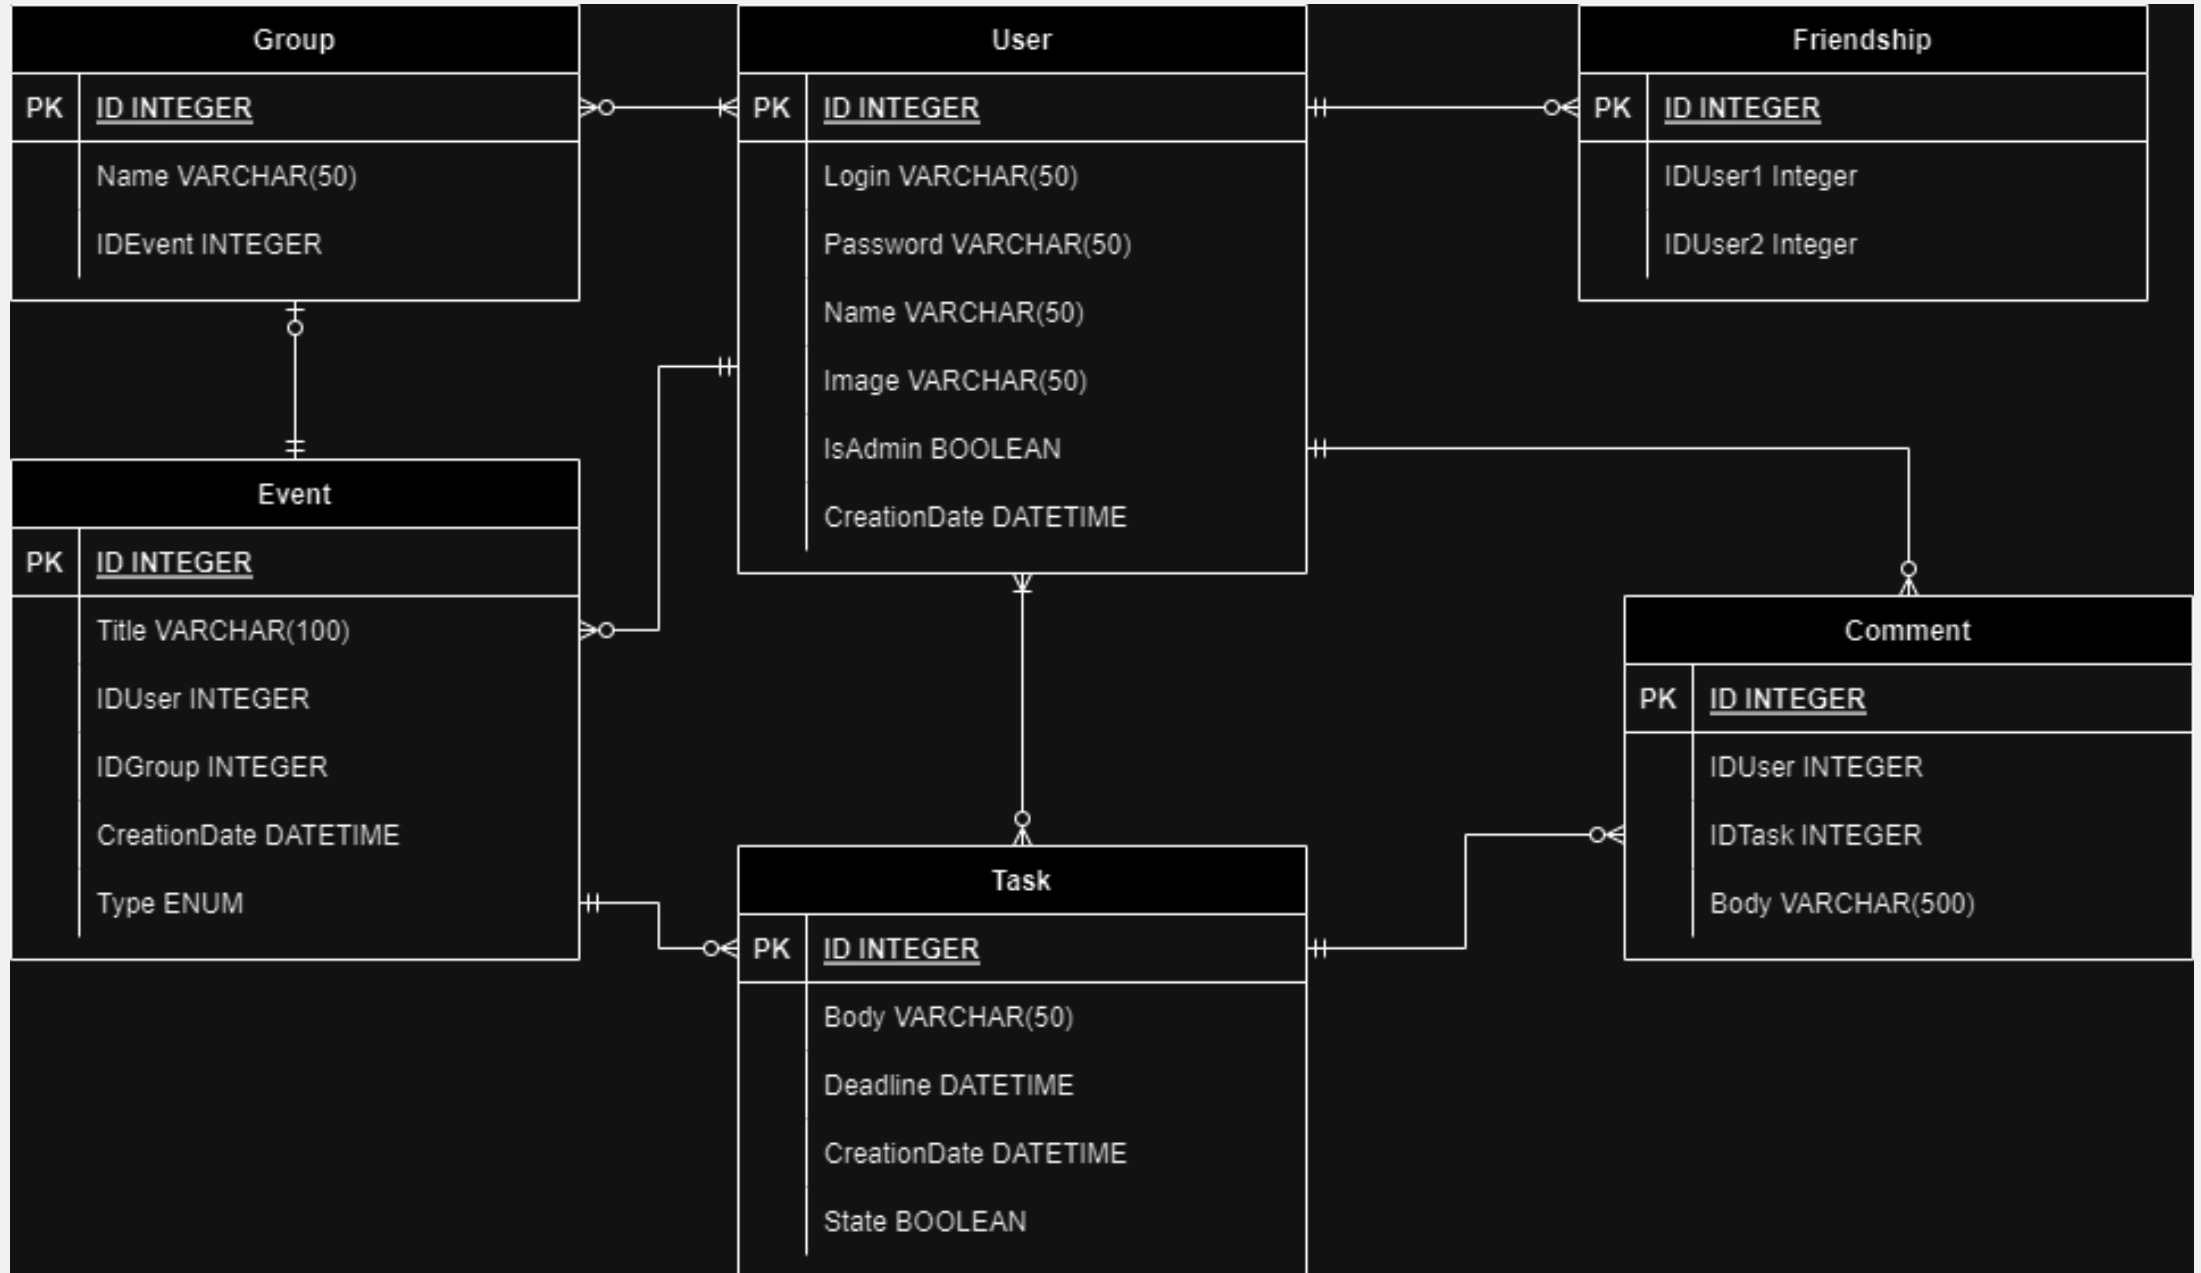 Group
PK ID INTEGER
Name VARCHAR(50)
IDEvent INTEGER
User
PK ID INTEGER
Login VARCHAR(50)
Password VARCHAR(50)
Name VARCHAR(50)
Image VARCHAR(50)
IsAdmin BOOLEAN
CreationDate DATETIME
Friendship
PK ID INTEGER
IDUser1 Integer
IDUser2 Integer
Event
PK ID INTEGER
Title VARCHAR(100)
IDUser INTEGER
IDGroup INTEGER
CreationDate DATETIME
Type ENUM
Comment
PK ID INTEGER
IDUser INTEGER
IDTask INTEGER
Body VARCHAR(500)
Task
PK ID INTEGER
Body VARCHAR(50)
Deadline DATETIME
CreationDate DATETIME
State BOOLEAN